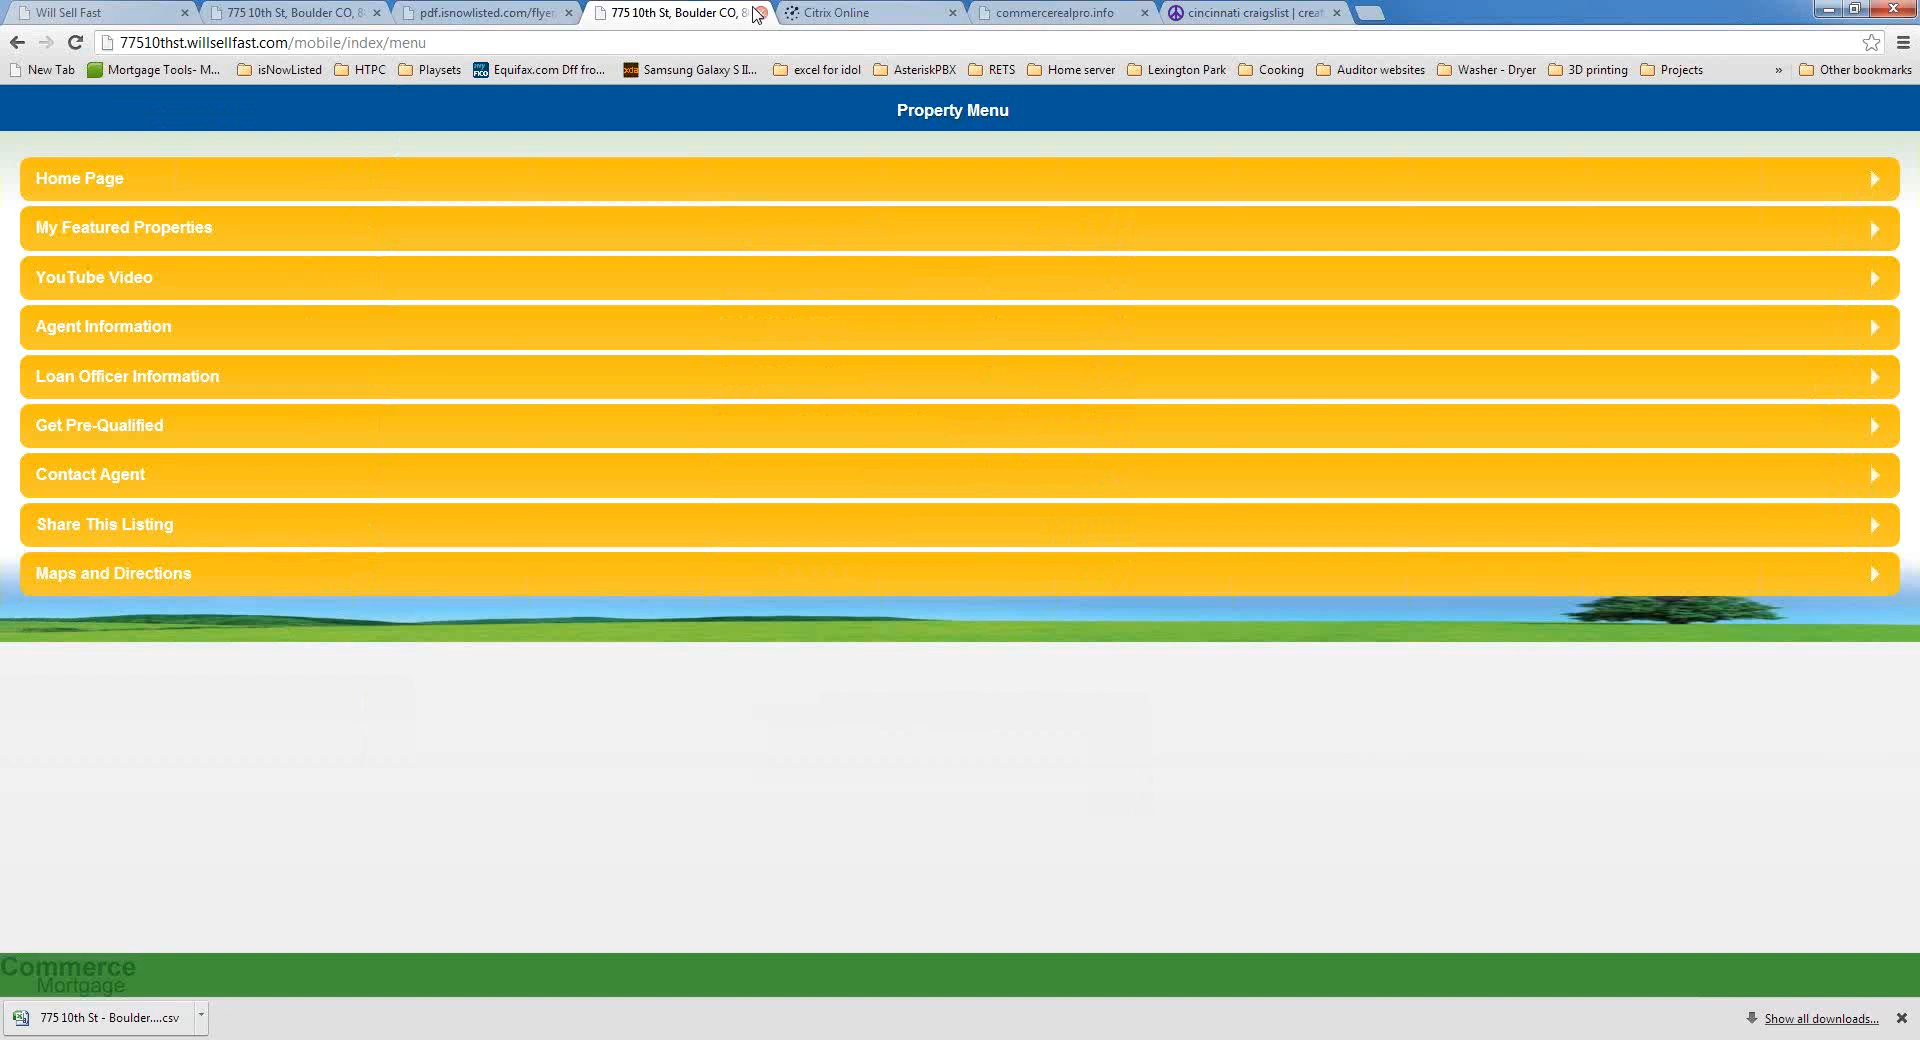 Will Sell Fast
775 10th St, Boulder CO, 8
pdf.isnowlisted.com/flyer
775 10th St, Boulder CO, 8
Citrix Online
commercerealpro.info
cincinnati craigslist | creat
77510thst.willsellfast.com/mobile/index/menu
New Tab
Mortgage Tools- M...
isNowListed
HTPC
Playsets
my FICO
Equifax.com Dff fro...
xda
Samsung Galaxy S II...
excel for idol
AsteriskPBX
RETS
Home server
Lexington Park
Cooking
Auditor websites
Washer - Dryer
3D printing
Projects
»
Other bookmarks
Property Menu
Home Page
My Featured Properties
YouTube Video
Agent Information
Loan Officer Information
Get Pre-Qualified
Contact Agent
Share This Listing
Maps and Directions
Commerce
Mortgage
775 10th St - Boulder....csv
Show all downloads...